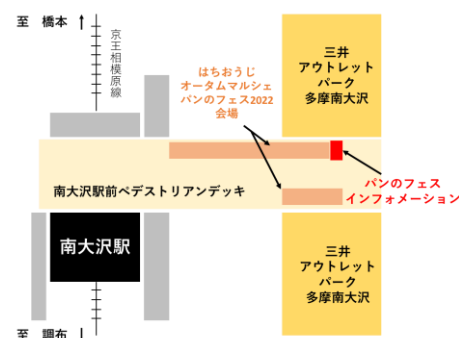 至 橋本
京王相模原線
三井
アウトレット
パーク
多摩南大沢
はちおうじ
オータムマルシェ
パンのフェス2022
会場
南大沢駅前ペデストリアンデッキ
パンのフェス
インフォメーション
南大沢駅
三井
アウトレット
パーク
多摩南大沢
至 調布